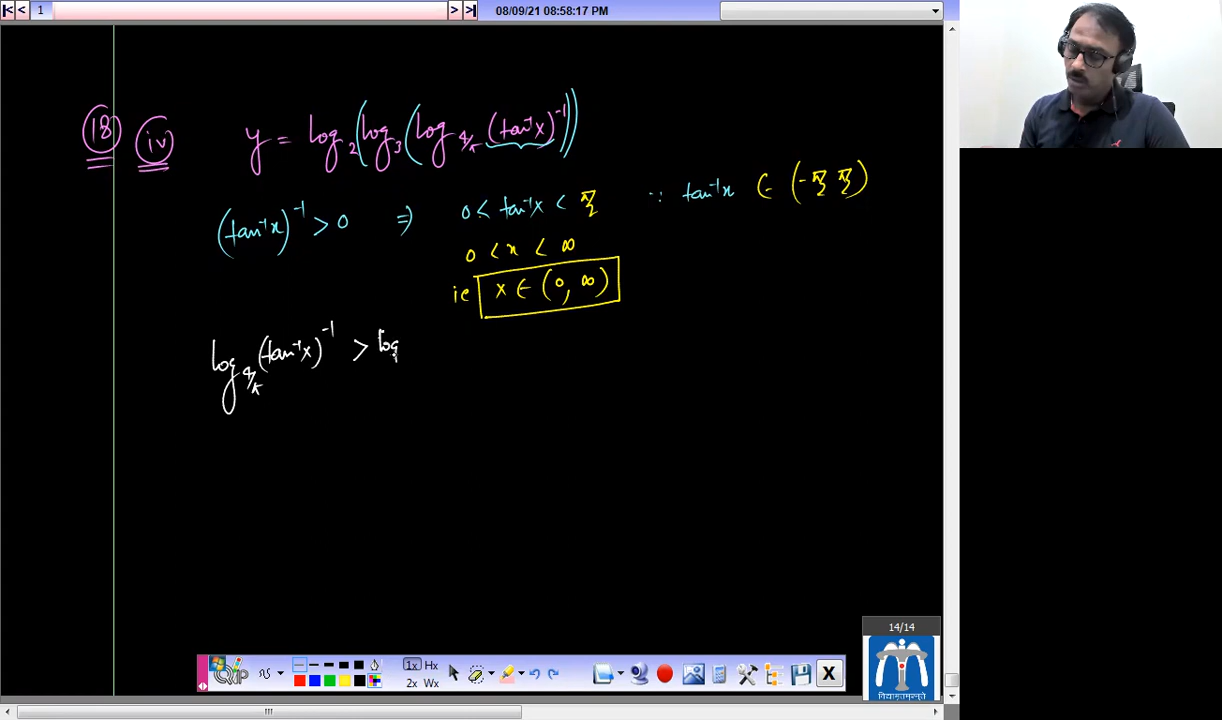 1
08/09/21 08:58:17 PM
18 iv y = log₂(log₃(log_{4/π} (tan⁻¹x)⁻¹))
(tan⁻¹x)⁻¹ > 0 ⇒ 0 < tan⁻¹x < π/2 ∵ tan⁻¹x ∈ (-π/2 π/2)
0 < x < ∞
ie x ∈ (0, ∞)
log_{4/π} (tan⁻¹x)⁻¹ > log
14/14
1x Hx
2x Wx
X